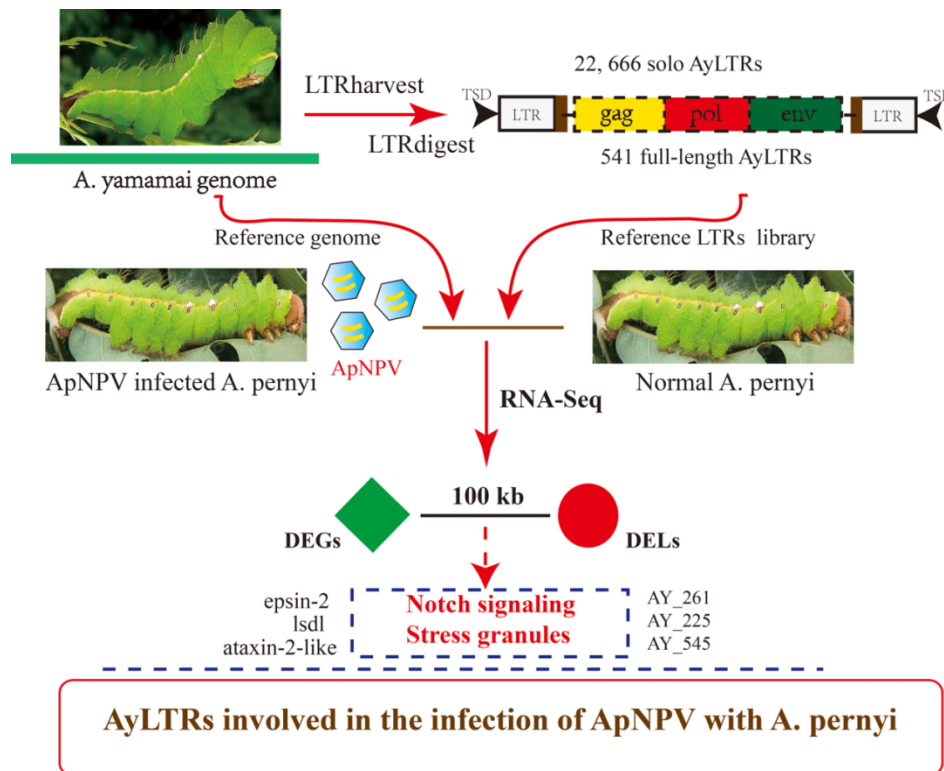 22, 666 solo AyLTRs
LTRharvest
TSD
TSD
LTR
gag
pol
env
LTR
LTRdigest
541 full-length AyLTRs
A. yamamai genome
Reference genome
Reference LTRs library
ApNPV infected A. pernyi
ApNPV
Normal A. pernyi
RNA-Seq
100 kb
DEGs
DELs
epsin-2
lsdl
ataxin-2-like
Notch signaling
Stress granules
AY_261
AY_225
AY_545
AyLTRs involved in the infection of ApNPV with A. pernyi